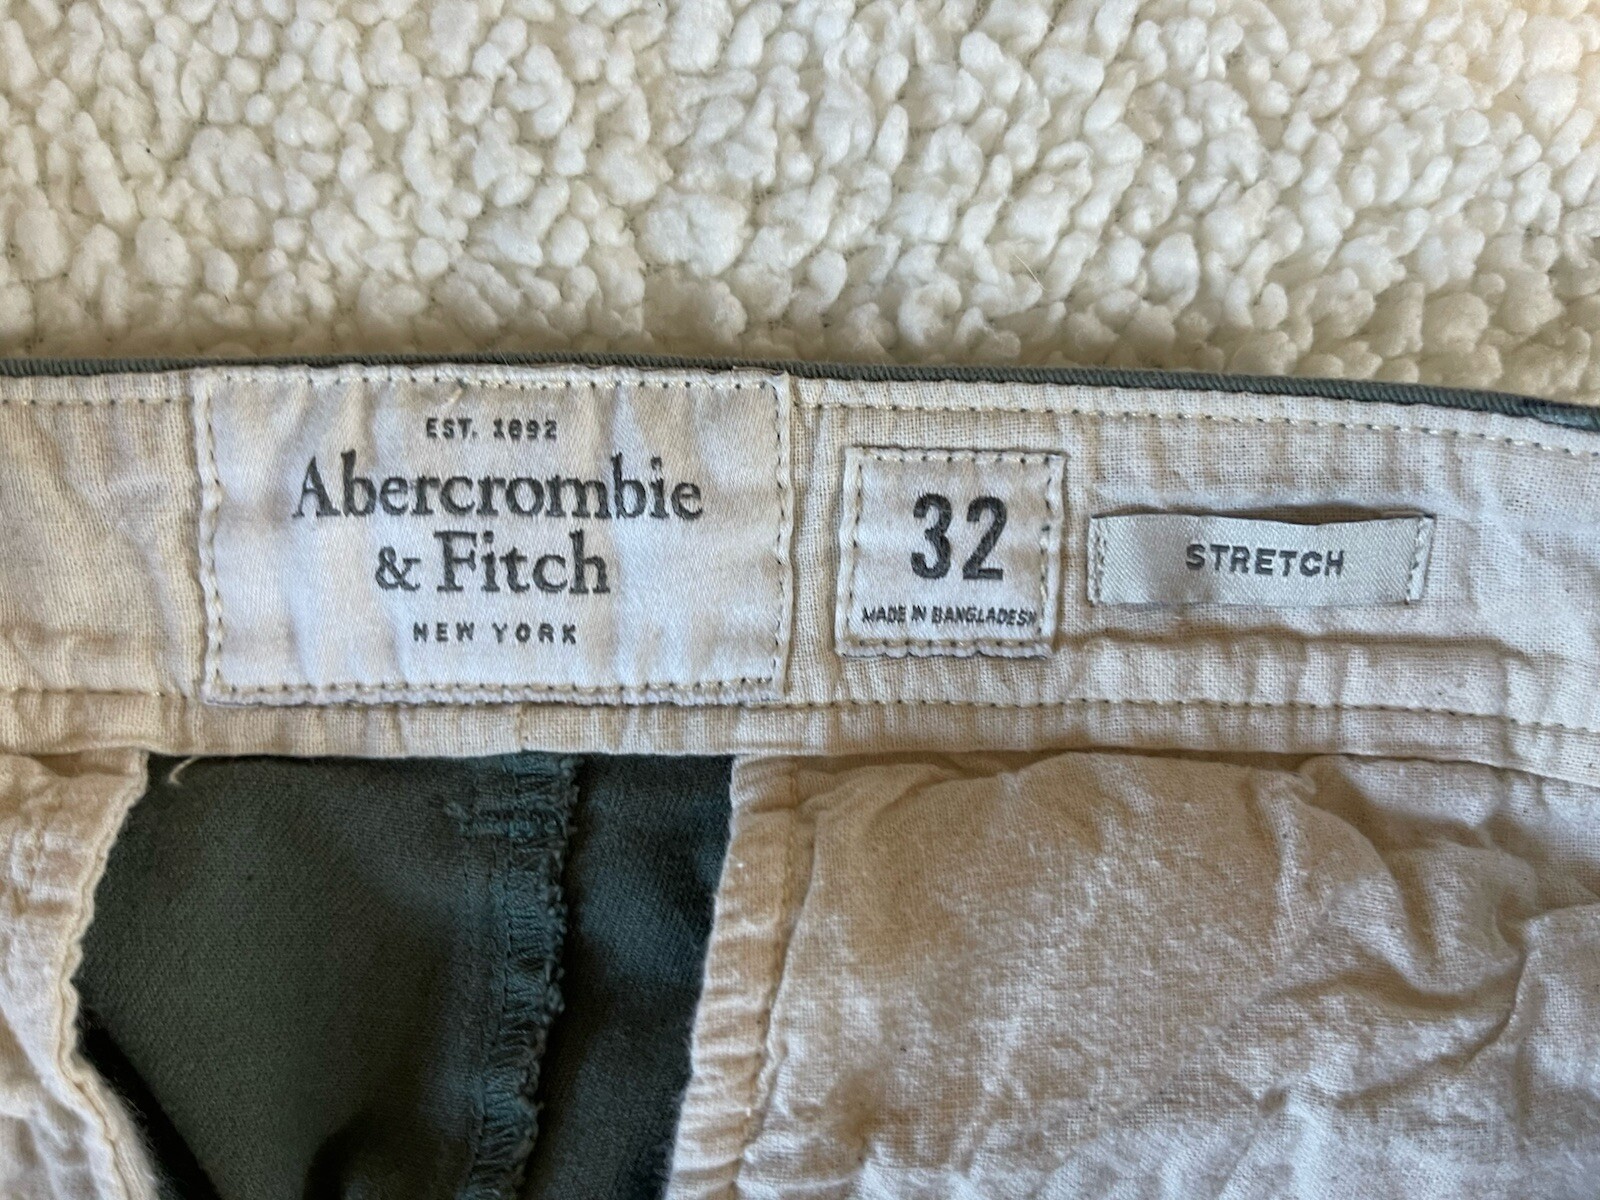 EST. 1892
Abercrombie
& Fitch
NEW YORK
32
MADE IN BANGLADESH
STRETCH